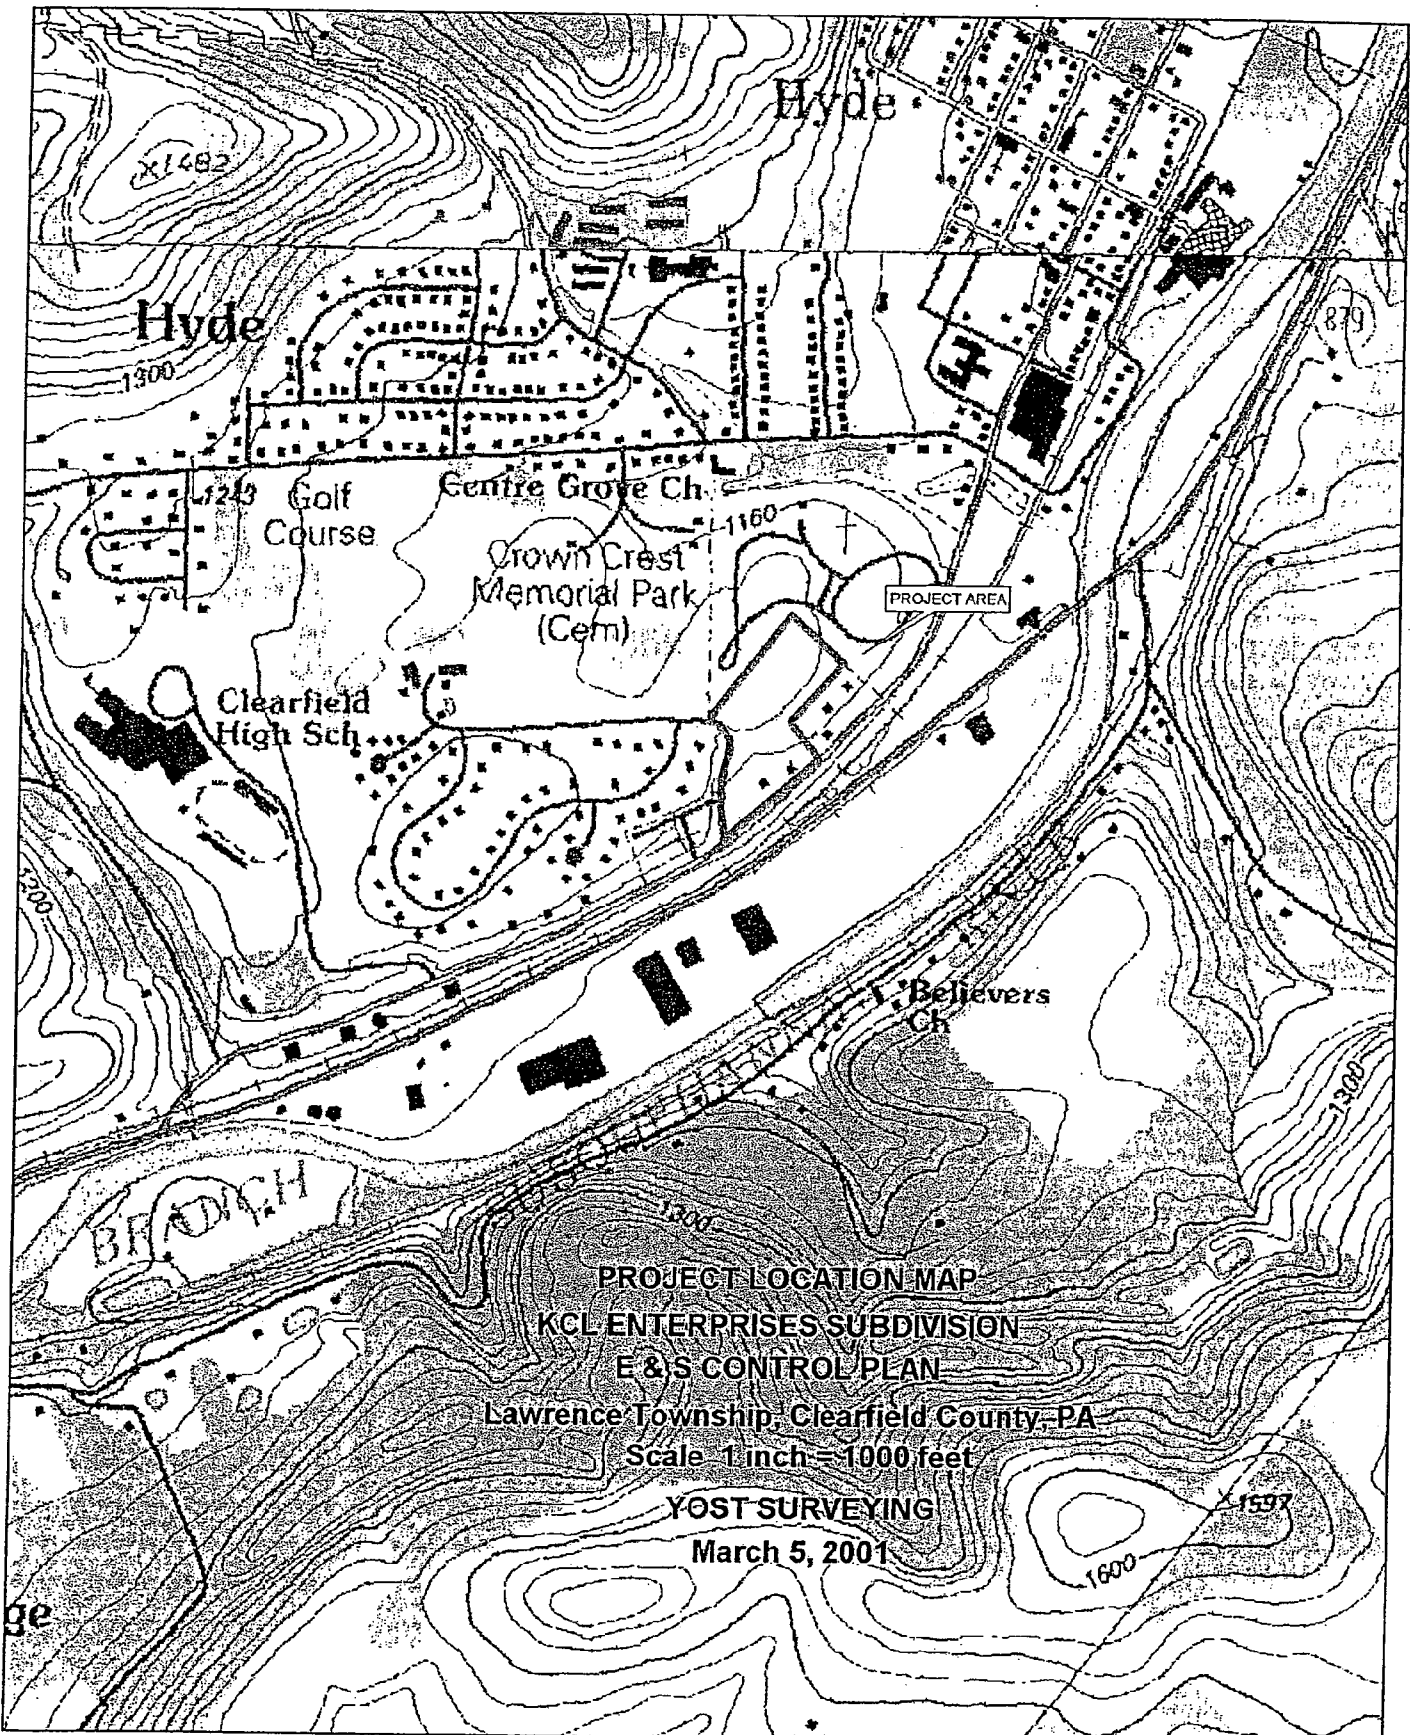 Hyde
×1482
Hyde
879
1300
1243
Golf
Course
Centre Grove Ch
1160
Crown Crest
Memorial Park
(Cem)
PROJECT AREA
Clearfield
High Sch
1200
Believers
Ch
1300
BRANCH
SUSQUEHANNA
1300
PROJECT LOCATION MAP
KCL ENTERPRISES SUBDIVISION
E & S CONTROL PLAN
Lawrence Township, Clearfield County, PA
Scale 1 inch = 1000 feet
YOST SURVEYING
March 5, 2001
×1597
1600
ge